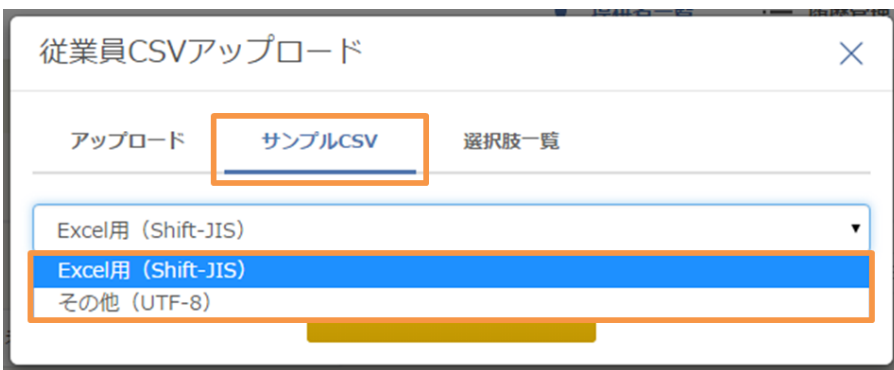 従業員CSVアップロード
アップロード サンプルCSV 選択肢一覧
Excel用（Shift-JIS）
Excel用（Shift-JIS）
その他（UTF-8）